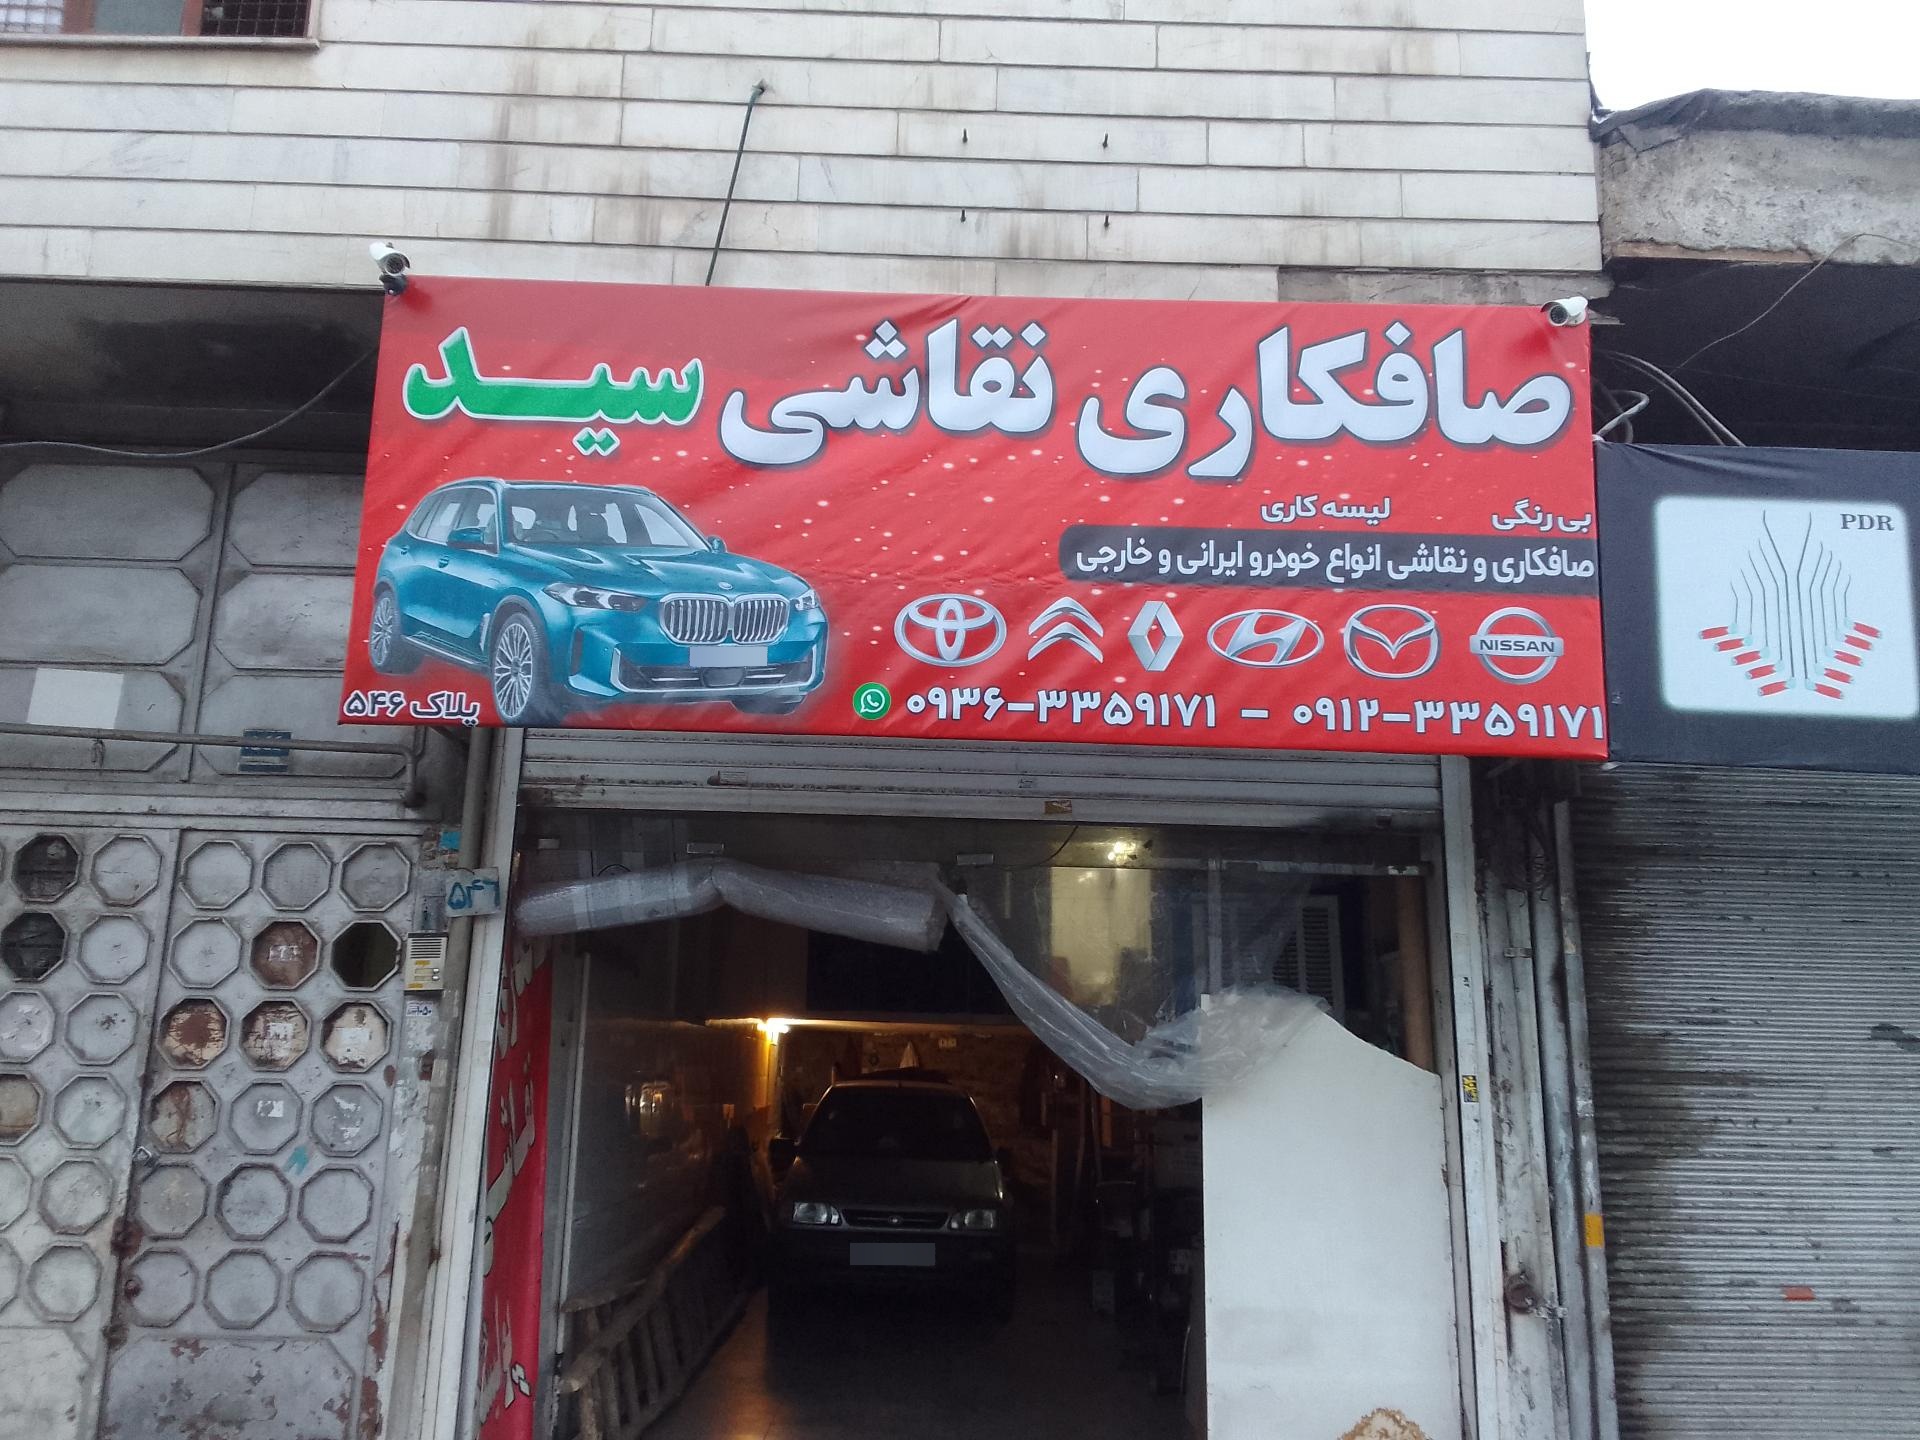 صافکاری نقاشی سید
بی رنگی لیسه کاری
صافکاری و نقاشی انواع خودرو ایرانی و خارجی
NISSAN
۰۹۳۶-۳۳۵۹۱۷۱ - ۰۹۱۲-۳۳۵۹۱۷۱
پلاک ۵۴۶
PDR
۵۴۶